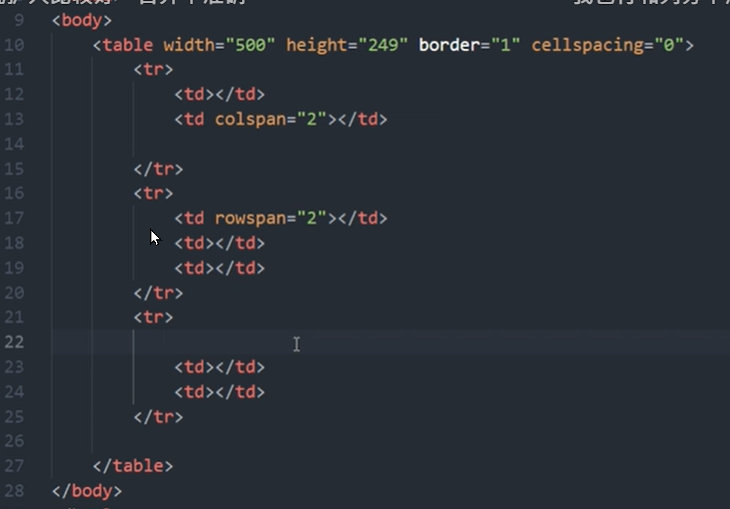 9 <body>
10 <table width="500" height="249" border="1" cellspacing="0">
11 <tr>
12 <td></td>
13 <td colspan="2"></td>
14
15 </tr>
16 <tr>
17 <td rowspan="2"></td>
18 <td></td>
19 <td></td>
20 </tr>
21 <tr>
22
23 <td></td>
24 <td></td>
25 </tr>
26
27 </table>
28 </body>